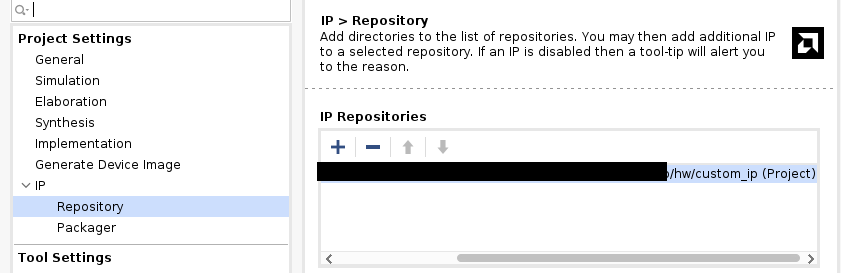 Project Settings
General
Simulation
Elaboration
Synthesis
Implementation
Generate Device Image
IP
Repository
Packager
Tool Settings
IP > Repository
Add directories to the list of repositories. You may then add additional IP
to a selected repository. If an IP is disabled then a tool-tip will alert you
to the reason.
IP Repositories
/hw/custom_ip (Project)